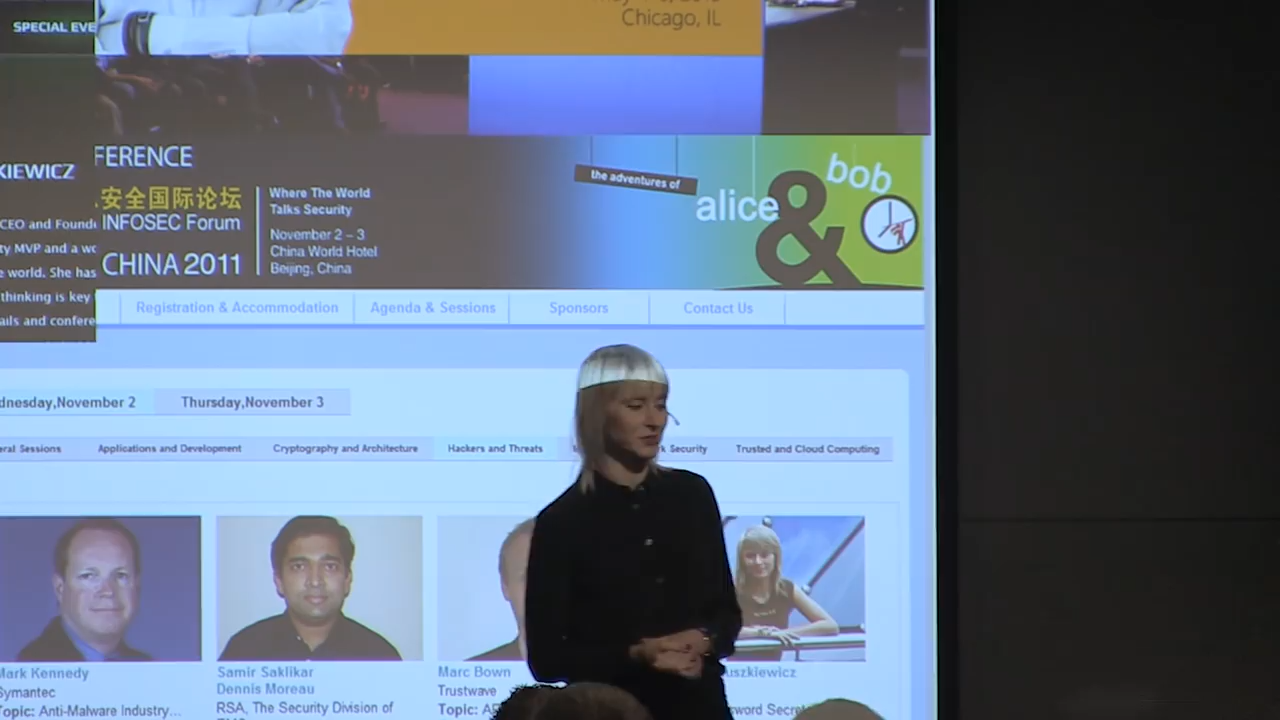 Chicago, IL
SPECIAL EVE
KIEWICZ
CEO and Founde
ty MVP and a wo
e world. She has
thinking is key
ails and confere
FERENCE
安全国际论坛
INFOSEC Forum
CHINA 2011
Where The World
Talks Security
November 2 – 3
China World Hotel
Beijing, China
the adventures of
alice & bob
Registration & Accommodation
Agenda & Sessions
Sponsors
Contact Us
dnesday,November 2
Thursday,November 3
eral Sessions
Applications and Development
Cryptography and Architecture
Hackers and Threats
k Security
Trusted and Cloud Computing
Mark Kennedy
Symantec
Topic: Anti-Malware Industry...
Samir Saklikar
Dennis Moreau
RSA, The Security Division of
Marc Bown
Trustwave
Topic: AP
uszkiewicz
word Secret